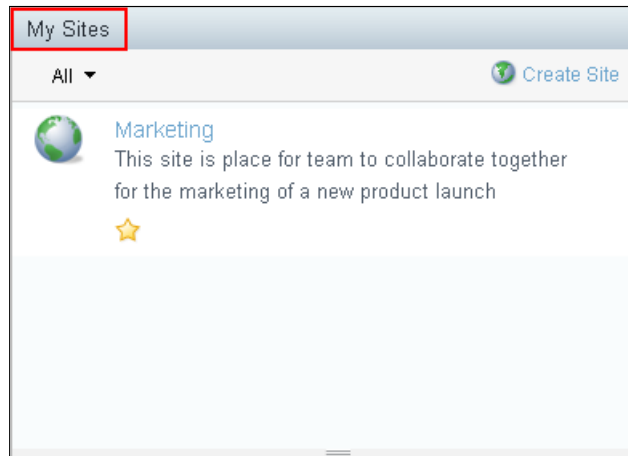 My Sites
All
Create Site
Marketing
This site is place for team to collaborate together
for the marketing of a new product launch